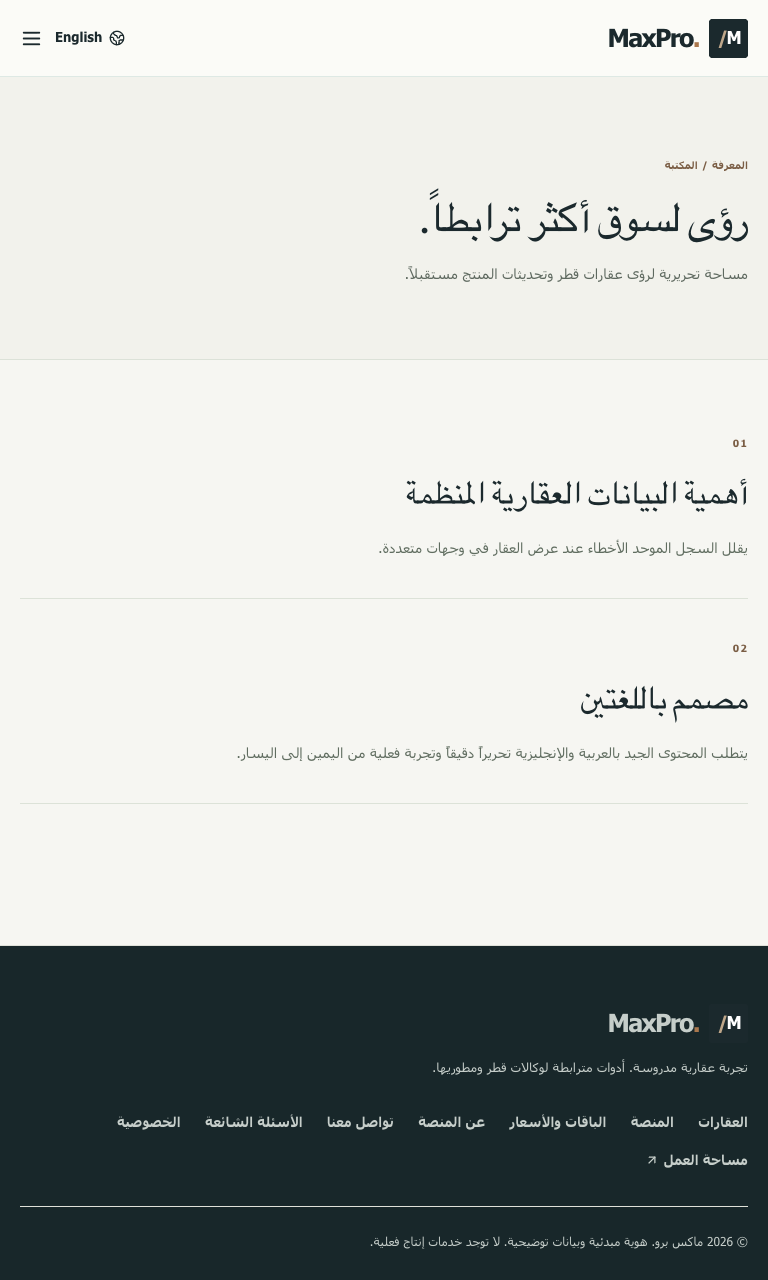 M/ MaxPro.
English
المعرفة / المكتبة
رؤى لسوق أكثر ترابطاً.
مساحة تحريرية لرؤى عقارات قطر وتحديثات المنتج مستقبلاً.
01
أهمية البيانات العقارية المنظمة
يقلل السجل الموحد الأخطاء عند عرض العقار في وجهات متعددة.
02
مصمم باللغتين
يتطلب المحتوى الجيد بالعربية والإنجليزية تحريراً دقيقاً وتجربة فعلية من اليمين إلى اليسار.
M/ MaxPro.
تجربة عقارية مدروسة. أدوات مترابطة لوكالات قطر ومطوريها.
العقارات المنصة الباقات والأسعار عن المنصة تواصل معنا الأسئلة الشائعة الخصوصية
مساحة العمل
© 2026 ماكس برو. هوية مبدئية وبيانات توضيحية. لا توجد خدمات إنتاج فعلية.